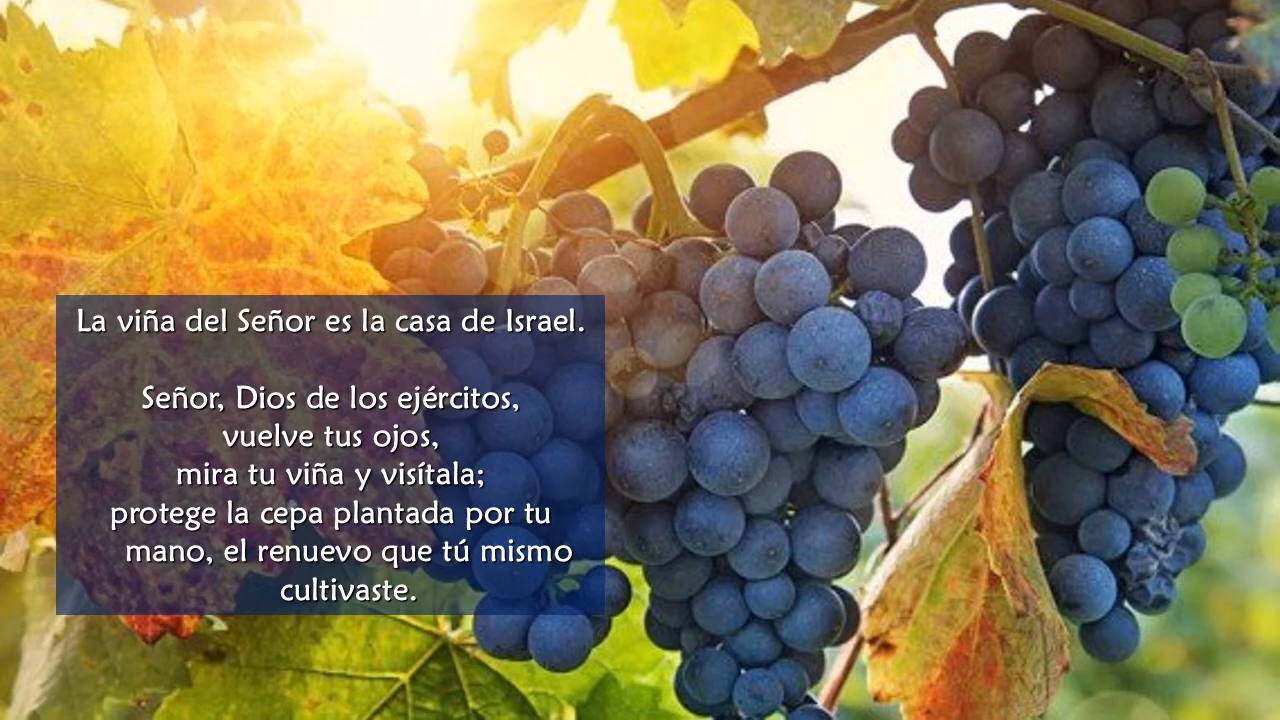 La viña del Señor es la casa de Israel.
Señor, Dios de los ejércitos,
vuelve tus ojos,
mira tu viña y visítala;
protege la cepa plantada por tu
mano, el renuevo que tú mismo
cultivaste.